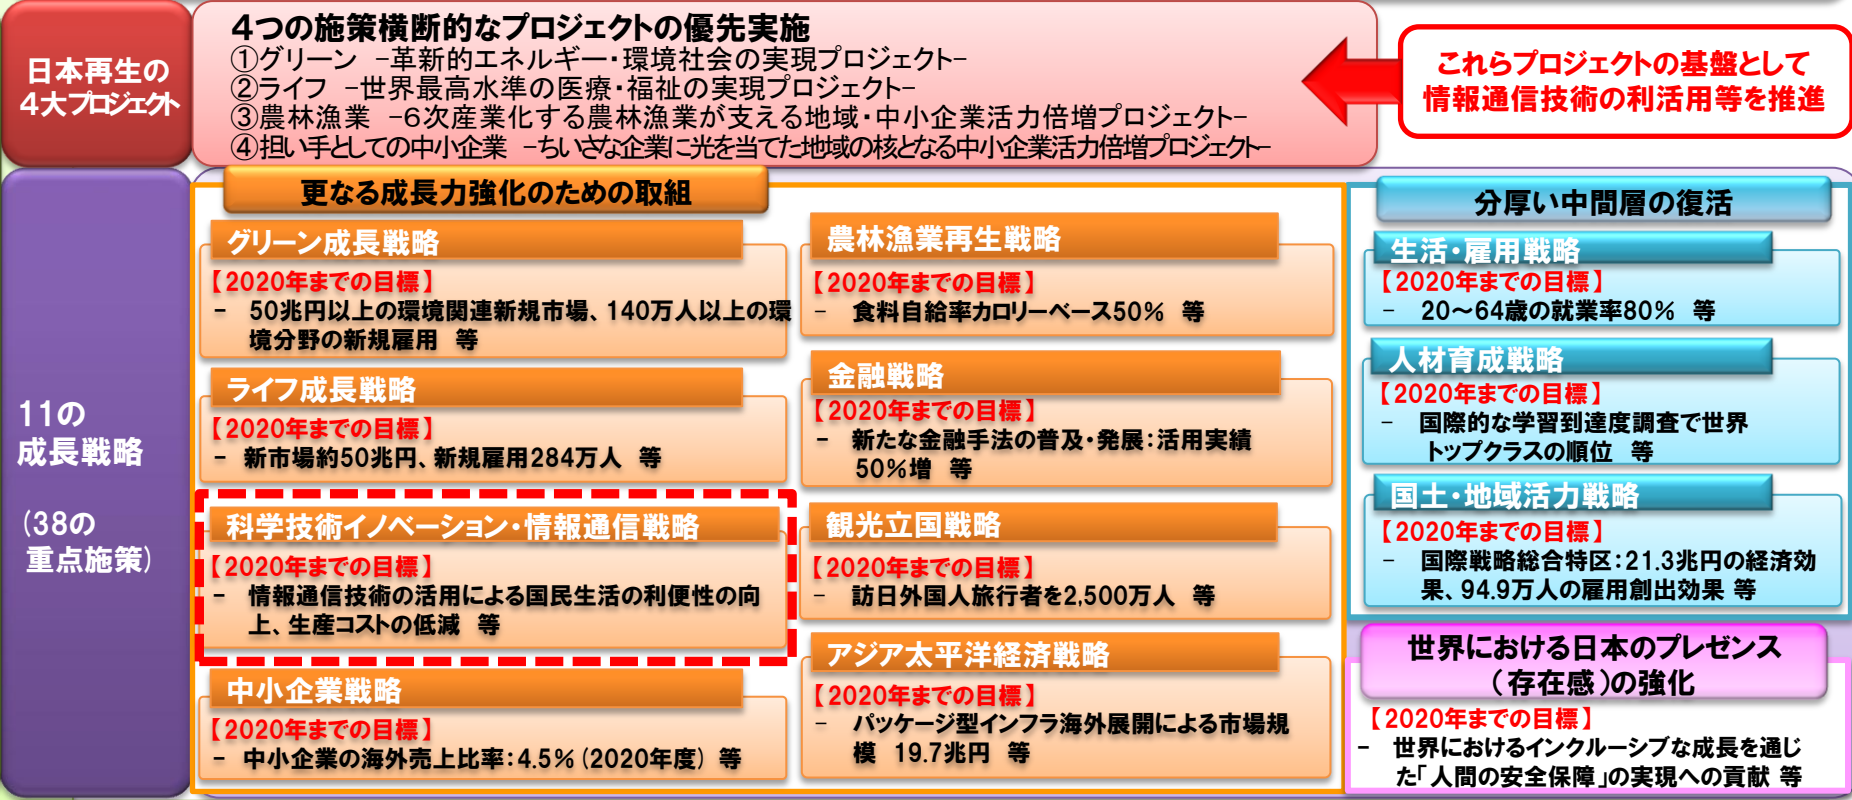 日本再生の
4大プロジェクト
4つの施策横断的なプロジェクトの優先実施
①グリーン －革新的エネルギー・環境社会の実現プロジェクト－
②ライフ －世界最高水準の医療・福祉の実現プロジェクト－
③農林漁業 －6次産業化する農林漁業が支える地域・中小企業活力倍増プロジェクト－
④担い手としての中小企業 －ちいさな企業に光を当てた地域の核となる中小企業活力倍増プロジェクト－
これらプロジェクトの基盤として
情報通信技術の利活用等を推進
11の
成長戦略
(38の
重点施策)
更なる成長力強化のための取組
グリーン成長戦略
【2020年までの目標】
－ 50兆円以上の環境関連新規市場、140万人以上の環
境分野の新規雇用 等
ライフ成長戦略
【2020年までの目標】
－ 新市場約50兆円、新規雇用284万人 等
科学技術イノベーション・情報通信戦略
【2020年までの目標】
－ 情報通信技術の活用による国民生活の利便性の向
上、生産コストの低減 等
中小企業戦略
【2020年までの目標】
－ 中小企業の海外売上比率：4.5％（2020年度） 等
農林漁業再生戦略
【2020年までの目標】
－ 食料自給率カロリーベース50％ 等
金融戦略
【2020年までの目標】
－ 新たな金融手法の普及・発展：活用実績
50％増 等
観光立国戦略
【2020年までの目標】
－ 訪日外国人旅行者を2,500万人 等
アジア太平洋経済戦略
【2020年までの目標】
－ パッケージ型インフラ海外展開による市場規
模 19.7兆円 等
分厚い中間層の復活
生活・雇用戦略
【2020年までの目標】
－ 20～64歳の就業率80％ 等
人材育成戦略
【2020年までの目標】
－ 国際的な学習到達度調査で世界
トップクラスの順位 等
国土・地域活力戦略
【2020年までの目標】
－ 国際戦略総合特区：21.3兆円の経済効
果、94.9万人の雇用創出効果 等
世界における日本のプレゼンス
（存在感）の強化
【2020年までの目標】
－ 世界におけるインクルーシブな成長を通じ
た「人間の安全保障」の実現への貢献 等